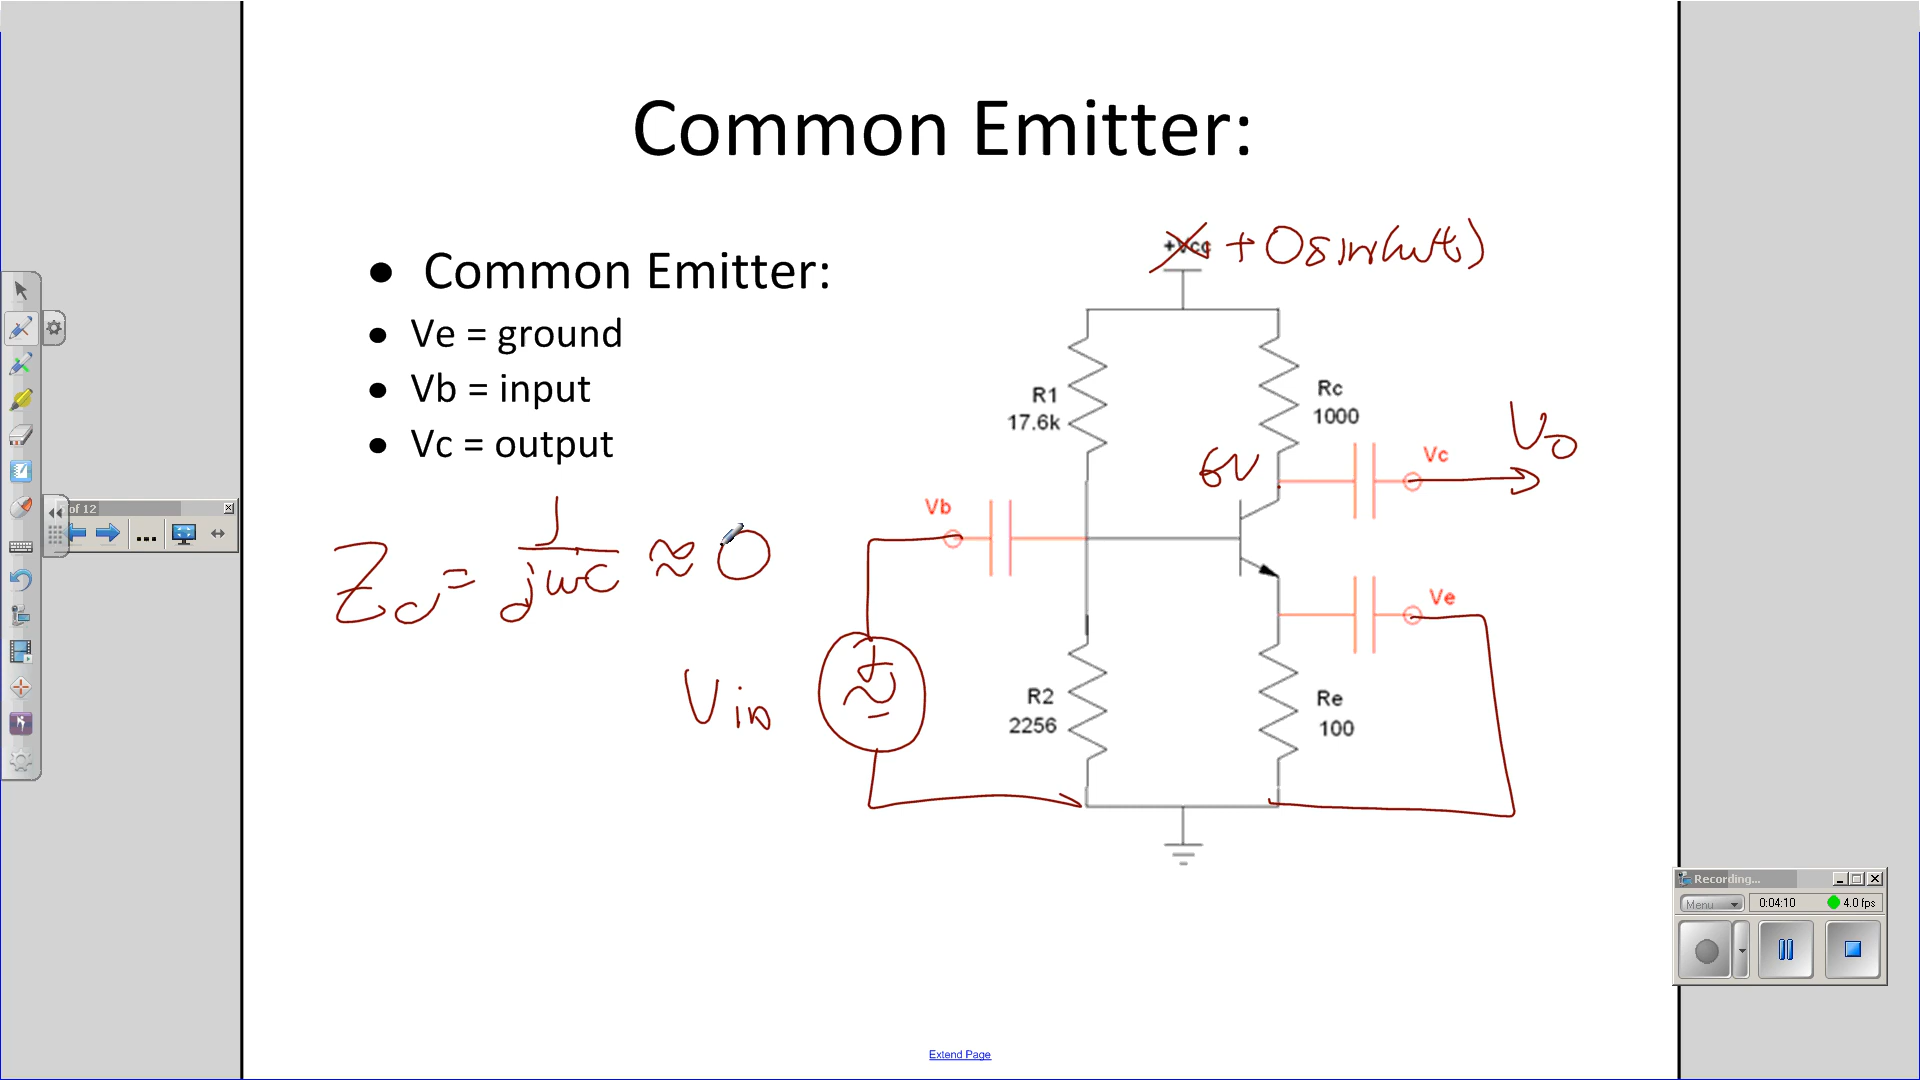 Common Emitter:
• Common Emitter:
• Ve = ground
• Vb = input
• Vc = output
+Vcc + 0 sin(ωt)
R1
17.6k
Rc
1000
6V
Vc
Vo
Vb
Zc = 1/jωc ≈ 0
Ve
Vin
+
−
R2
2256
Re
100
of 12
...
Recording...
Menu
0:04:10
4.0 fps
Extend Page